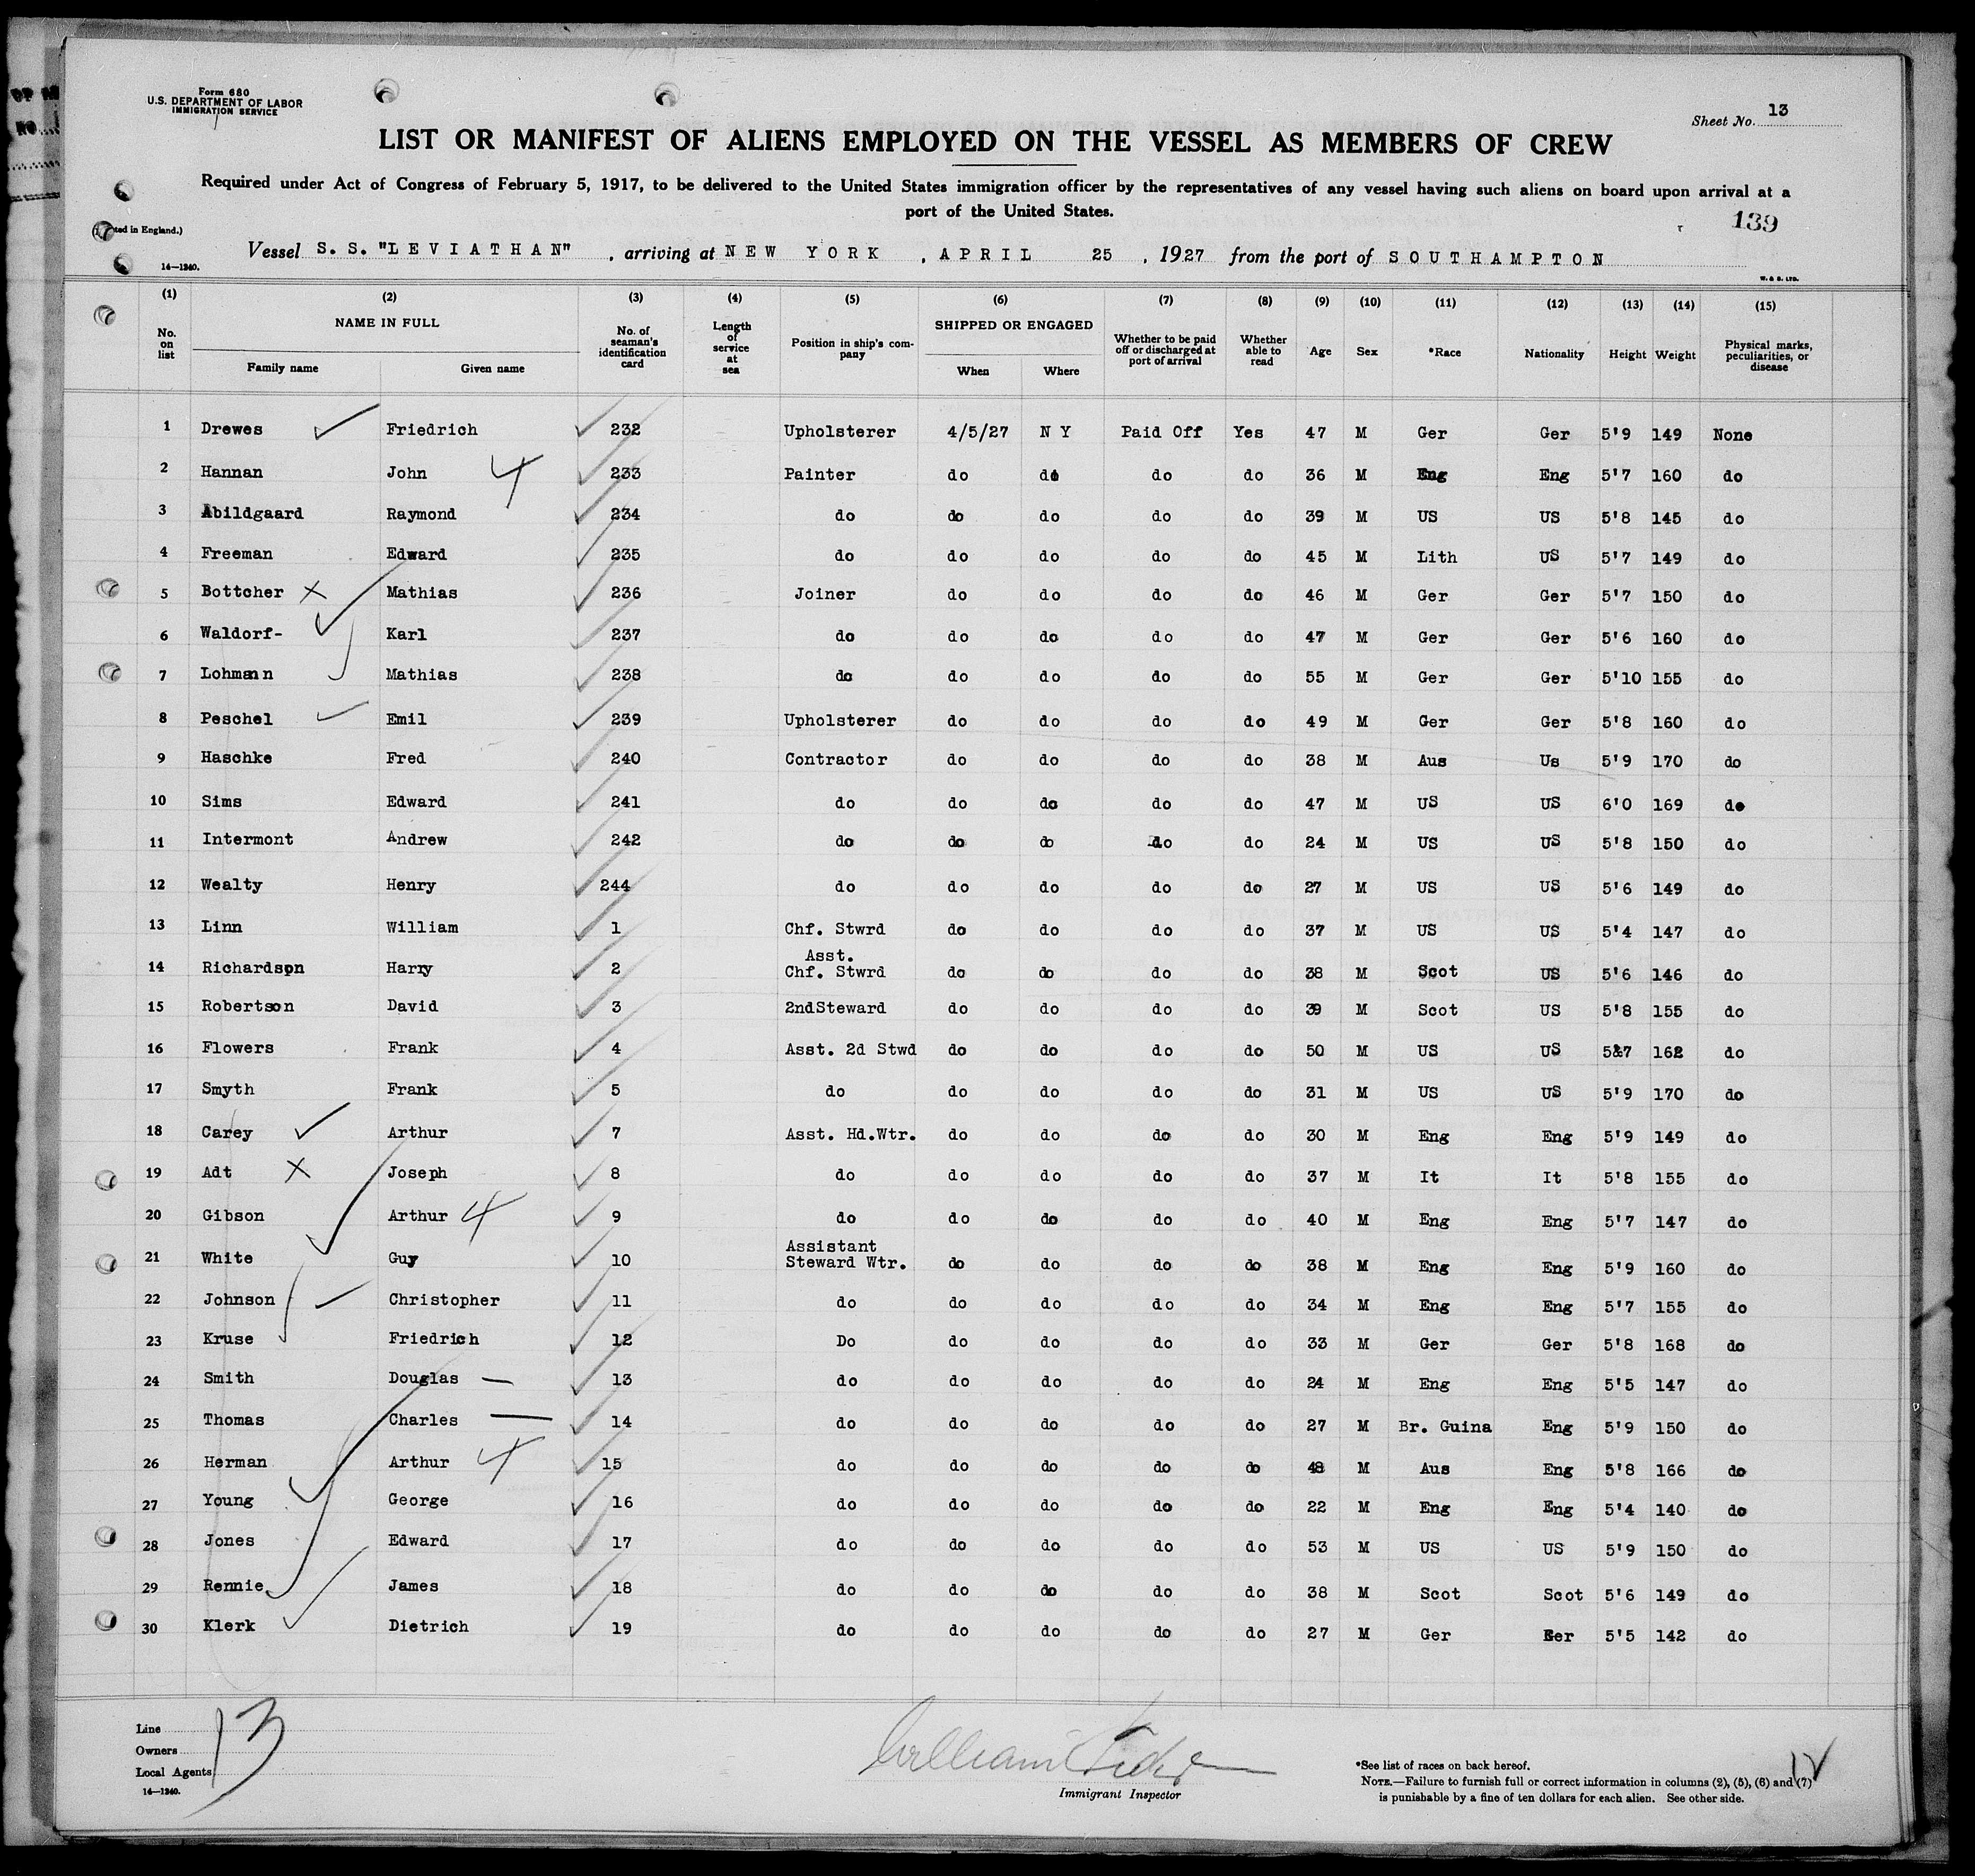 Form 680
U.S. DEPARTMENT OF LABOR
IMMIGRATION SERVICE
Sheet No. 13
LIST OR MANIFEST OF ALIENS EMPLOYED ON THE VESSEL AS MEMBERS OF CREW
Required under Act of Congress of February 5, 1917, to be delivered to the United States immigration officer by the representatives of any vessel having such aliens on board upon arrival at a
port of the United States.
139
ted in England.)
Vessel S. S. "LEVIATHAN" , arriving at NEW YORK , APRIL 25 , 1927 from the port of SOUTHAMPTON
14—1240.
W. & S. LTD.
(1) (2) (3) (4) (5) (6) (7) (8) (9) (10) (11) (12) (13) (14) (15)
No. on list NAME IN FULL Family name Given name No. of seaman's identification card Length of service at sea Position in ship's company SHIPPED OR ENGAGED When Where Whether to be paid off or discharged at port of arrival Whether able to read Age Sex *Race Nationality Height Weight Physical marks, peculiarities, or disease
1 Drewes Friedrich 232 Upholsterer 4/5/27 N Y Paid Off Yes 47 M Ger Ger 5'9 149 None
2 Hannan John 4 233 Painter do do do do 36 M Eng Eng 5'7 160 do
3 Abildgaard Raymond 234 do do do do do 39 M US US 5'8 145 do
4 Freeman Edward 235 do do do do do 45 M Lith US 5'7 149 do
5 Bottcher X Mathias 236 Joiner do do do do 46 M Ger Ger 5'7 150 do
6 Waldorf- Karl 237 do do do do do 47 M Ger Ger 5'6 160 do
7 Lohmann Mathias 238 do do do do do 55 M Ger Ger 5'10 155 do
8 Peschel Emil 239 Upholsterer do do do do 49 M Ger Ger 5'8 160 do
9 Haschke Fred 240 Contractor do do do do 38 M Aus Us 5'9 170 do
10 Sims Edward 241 do do do do do 47 M US US 6'0 169 do
11 Intermont Andrew 242 do do do do do 24 M US US 5'8 150 do
12 Wealty Henry 244 do do do do do 27 M US US 5'6 149 do
13 Linn William 1 Chf. Stwrd do do do do 37 M US US 5'4 147 do
14 Richardson Harry 2 Asst. Chf. Stwrd do do do do 38 M Scot US 5'6 146 do
15 Robertson David 3 2ndSteward do do do do 39 M Scot US 5'8 155 do
16 Flowers Frank 4 Asst. 2d Stwd do do do do 50 M US US 5&7 162 do
17 Smyth Frank 5 do do do do do 31 M US US 5'9 170 do
18 Carey Arthur 7 Asst. Hd.Wtr. do do do do 30 M Eng Eng 5'9 149 do
19 Adt X Joseph 8 do do do do do 37 M It It 5'8 155 do
20 Gibson Arthur 4 9 do do do do do 40 M Eng Eng 5'7 147 do
21 White Guy 10 Assistant Steward Wtr. do do do do 38 M Eng Eng 5'9 160 do
22 Johnson Christopher 11 do do do do do 34 M Eng Eng 5'7 155 do
23 Kruse Friedrich 12 Do do do do do 33 M Ger Ger 5'8 168 do
24 Smith Douglas — 13 do do do do do 24 M Eng Eng 5'5 147 do
25 Thomas Charles — 14 do do do do do 27 M Br. Guina Eng 5'9 150 do
26 Herman Arthur 4 15 do do do do do 48 M Aus Eng 5'8 166 do
27 Young George 16 do do do do do 22 M Eng Eng 5'4 140 do
28 Jones Edward 17 do do do do do 53 M US US 5'9 150 do
29 Rennie James 18 do do do do do 38 M Scot Scot 5'6 149 do
30 Klerk Dietrich 19 do do do do do 27 M Ger Ger 5'5 142 do
Line
Owners
Local Agents
13
14—1240.
William
Immigrant Inspector
*See list of races on back hereof.
NOTE.—Failure to furnish full or correct information in columns (2), (5), (6) and (7)
is punishable by a fine of ten dollars for each alien. See other side.